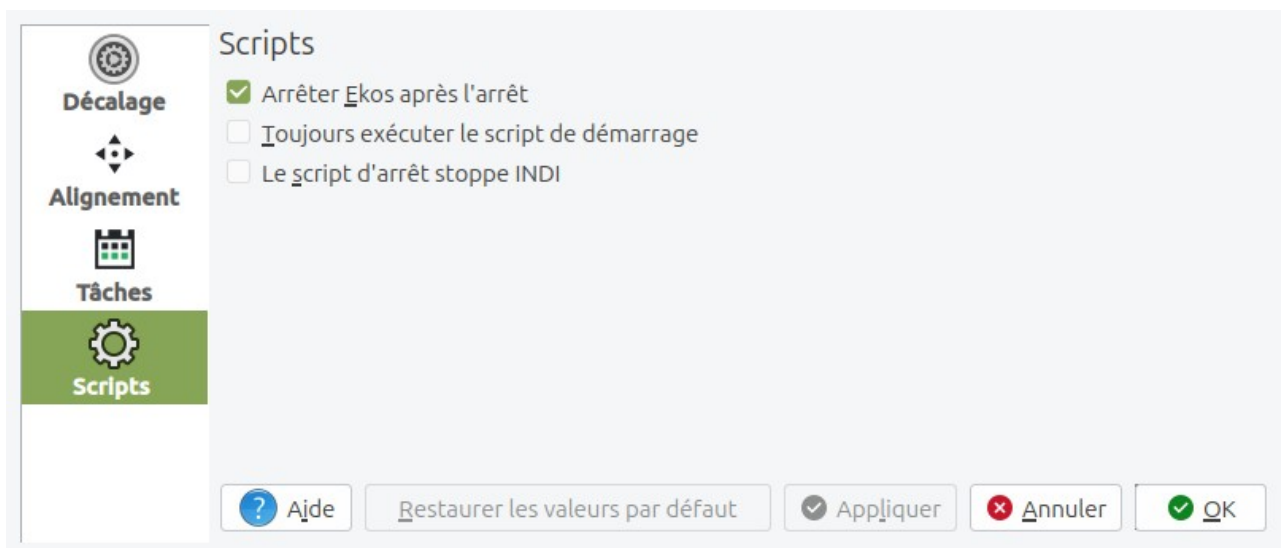 Décalage
Alignement
Tâches
Scripts
Scripts
Arrêter Ekos après l'arrêt
Toujours exécuter le script de démarrage
Le script d'arrêt stoppe INDI
Aide
Restaurer les valeurs par défaut
Appliquer
Annuler
OK